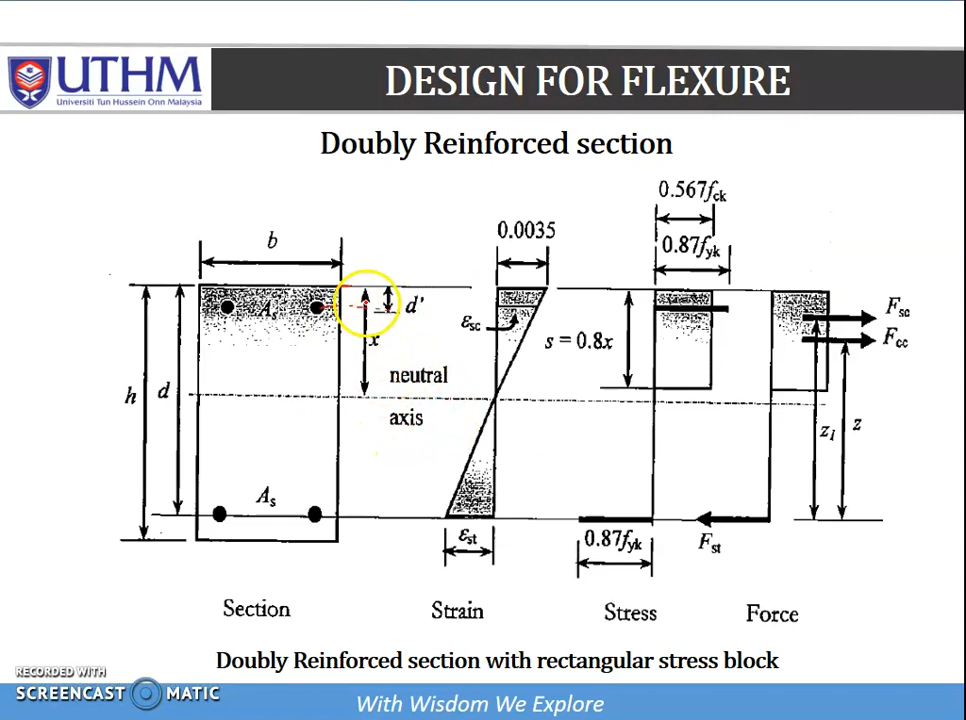 UTHM
Universiti Tun Hussein Onn Malaysia
DESIGN FOR FLEXURE
Doubly Reinforced section
0.567fck
0.0035
0.87fyk
b
As'
d'
εsc
s = 0.8x
Fsc
Fcc
x
h
d
neutral
axis
z1
z
As
εst
0.87fyk
Fst
Section
Strain
Stress
Force
Doubly Reinforced section with rectangular stress block
RECORDED WITH
SCREENCAST MATIC
With Wisdom We Explore